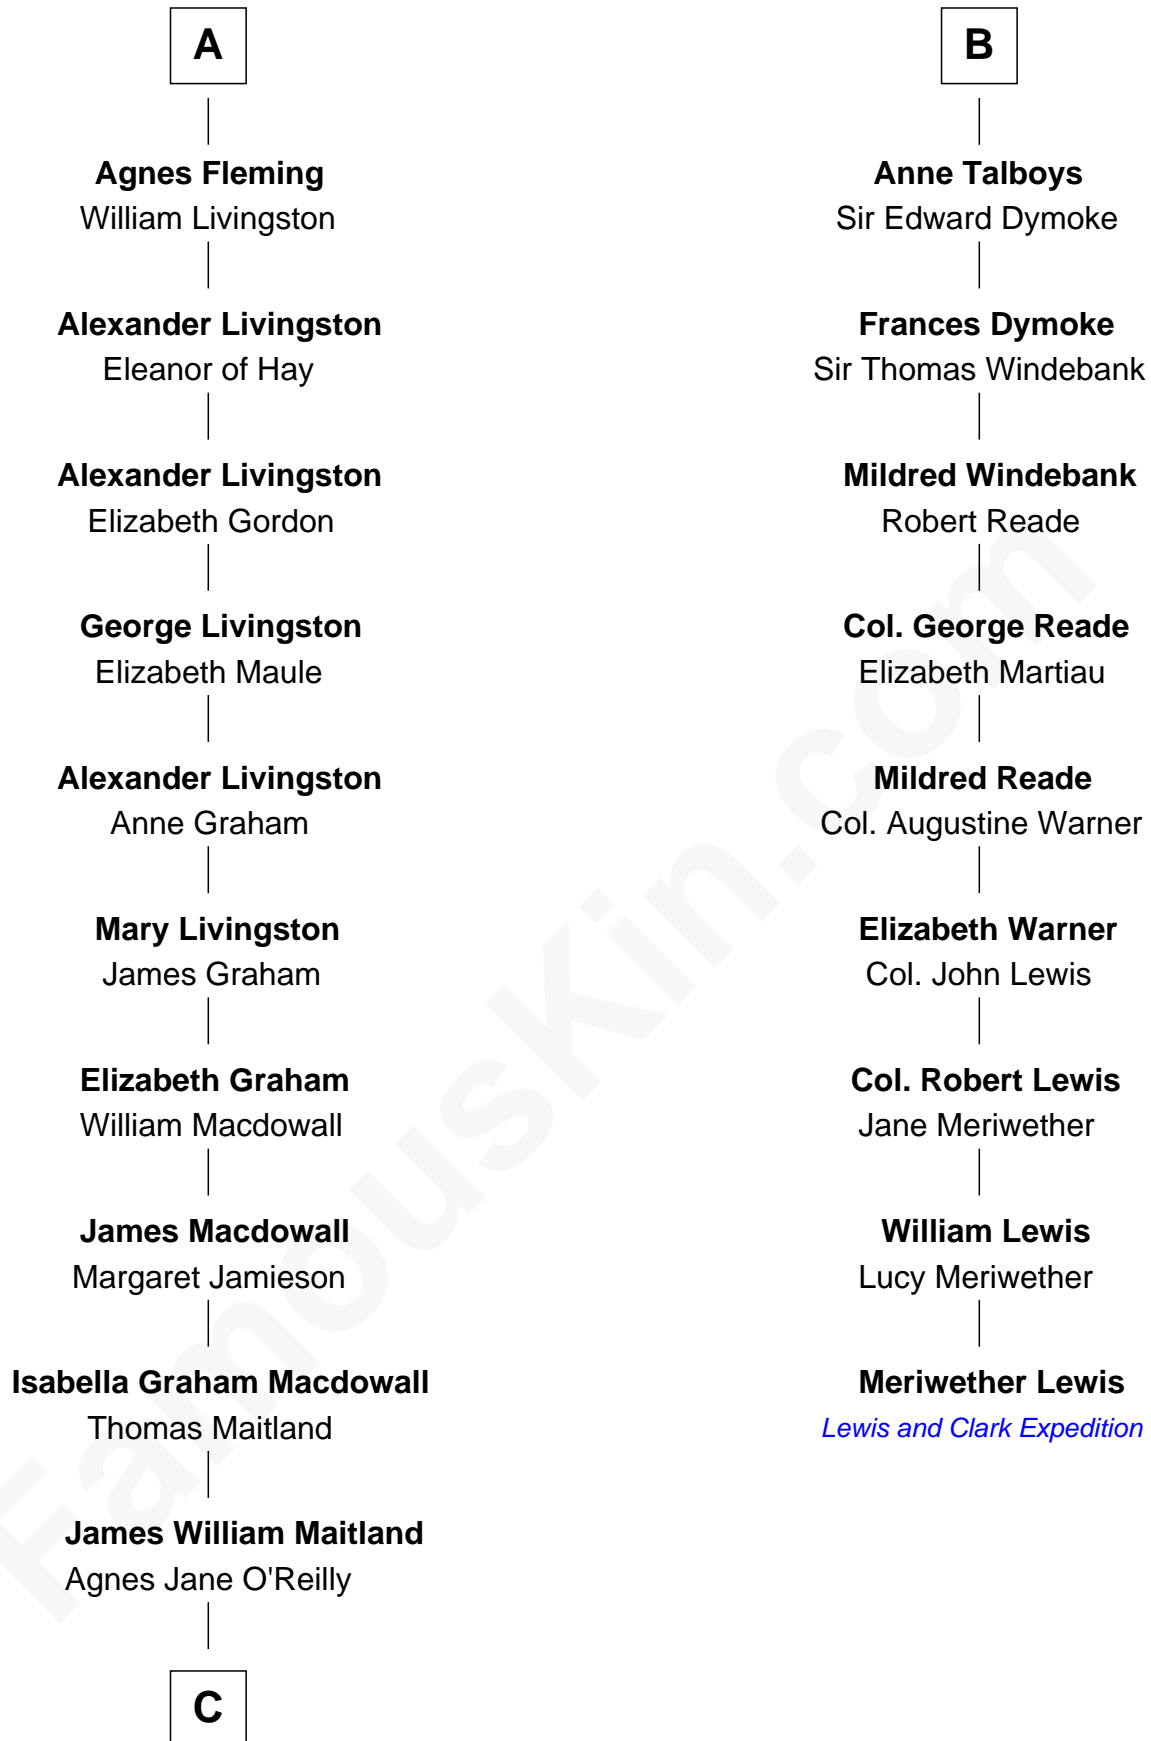 A
Agnes Fleming
William Livingston
Alexander Livingston
Eleanor of Hay
Alexander Livingston
Elizabeth Gordon
George Livingston
Elizabeth Maule
Alexander Livingston
Anne Graham
Mary Livingston
James Graham
Elizabeth Graham
William Macdowall
James Macdowall
Margaret Jamieson
Isabella Graham Macdowall
Thomas Maitland
James William Maitland
Agnes Jane O'Reilly
C
B
Anne Talboys
Sir Edward Dymoke
Frances Dymoke
Sir Thomas Windebank
Mildred Windebank
Robert Reade
Col. George Reade
Elizabeth Martiau
Mildred Reade
Col. Augustine Warner
Elizabeth Warner
Col. John Lewis
Col. Robert Lewis
Jane Meriwether
William Lewis
Lucy Meriwether
Meriwether Lewis
Lewis and Clark Expedition
FamousKin.com